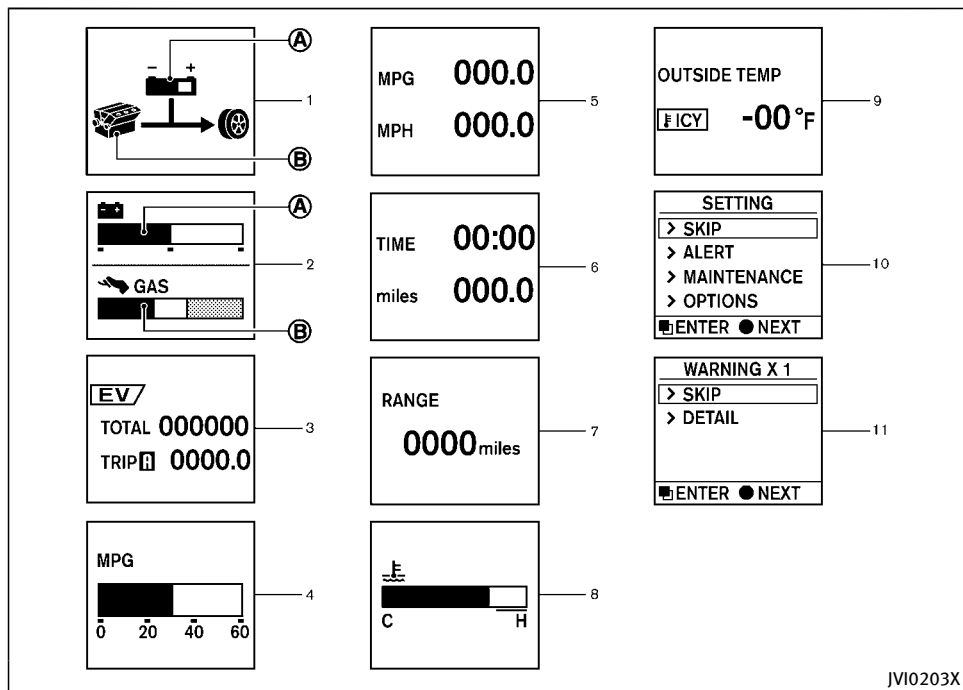 A
- +
1
B
A
- +
2
GAS
B
EV
TOTAL 000000
3
TRIP A 0000.0
MPG
4
0 20 40 60
MPG 000.0
5
MPH 000.0
TIME 00:00
6
miles 000.0
RANGE
7
0000 miles
8
C H
OUTSIDE TEMP
9
ICY -00°F
SETTING
> SKIP
> ALERT
10
> MAINTENANCE
> OPTIONS
ENTER ● NEXT
WARNING X 1
> SKIP
> DETAIL
11
ENTER ● NEXT
JVI0203X